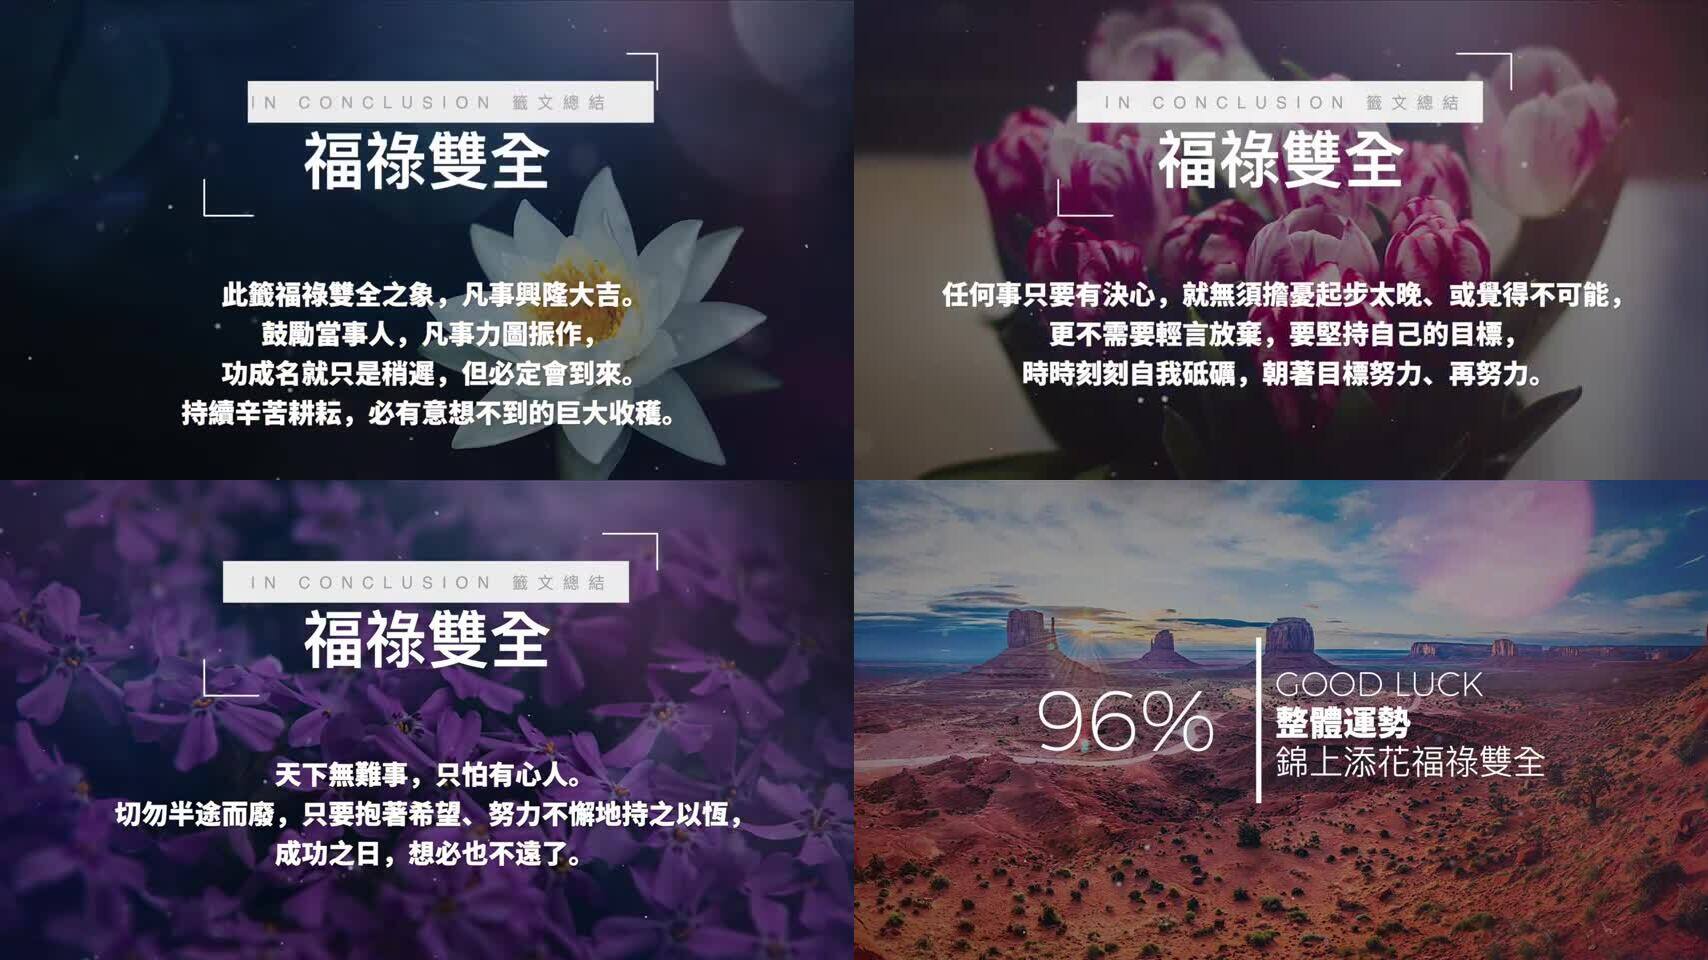 IN CONCLUSION 籤文總結
福祿雙全
此籤福祿雙全之象，凡事興隆大吉。
鼓勵當事人，凡事力圖振作，
功成名就只是稍遲，但必定會到來。
持續辛苦耕耘，必有意想不到的巨大收穫。
IN CONCLUSION 籤文總結
福祿雙全
任何事只要有決心，就無須擔憂起步太晚、或覺得不可能，
更不需要輕言放棄，要堅持自己的目標，
時時刻刻自我砥礪，朝著目標努力、再努力。
IN CONCLUSION 籤文總結
福祿雙全
天下無難事，只怕有心人。
切勿半途而廢，只要抱著希望、努力不懈地持之以恆，
成功之日，想必也不遠了。
96%
GOOD LUCK
整體運勢
錦上添花福祿雙全